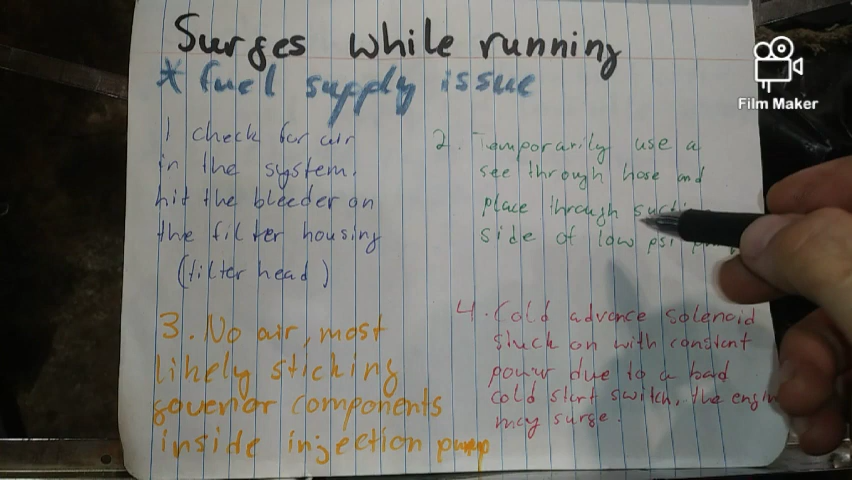 Surges while running
* fuel supply issue
1 check for air
in the system.
hit the bleeder on
the filter housing
(filter head)
2. Temporarily use a
see through hose and
place through
side of low psi
3. No air, most
likely sticking
governor components
inside injection pump
4. Cold advance solenoid
stuck on with constant
power due to a bad
cold start switch, the
may surge.
Film Maker